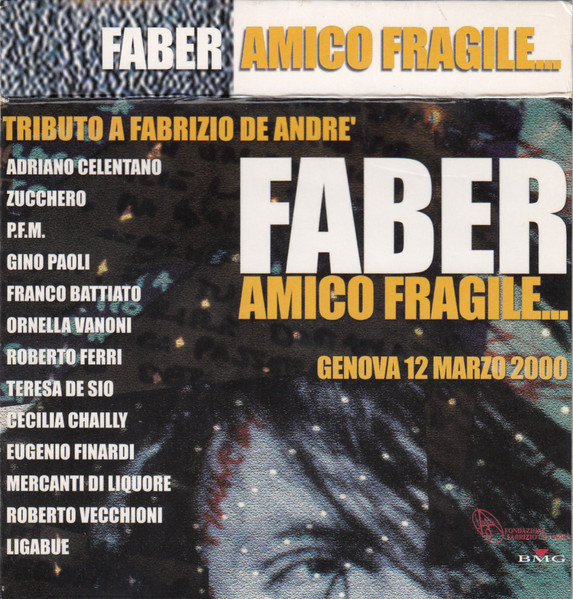 FABER AMICO FRAGILE...
TRIBUTO A FABRIZIO DE ANDRE'
ADRIANO CELENTANO
ZUCCHERO
P.F.M.
GINO PAOLI
FRANCO BATTIATO
ORNELLA VANONI
ROBERTO FERRI
TERESA DE SIO
CECILIA CHAILLY
EUGENIO FINARDI
MERCANTI DI LIQUORE
ROBERTO VECCHIONI
LIGABUE
FABER
AMICO FRAGILE...
GENOVA 12 MARZO 2000
FONDAZIONE
FABRIZIO
BMG